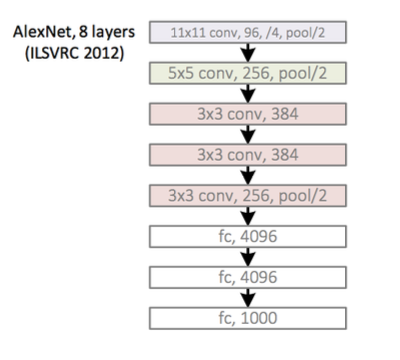 AlexNet, 8 layers
(ILSVRC 2012)
11x11 conv, 96, /4, pool/2
5x5 conv, 256, pool/2
3x3 conv, 384
3x3 conv, 384
3x3 conv, 256, pool/2
fc, 4096
fc, 4096
fc, 1000